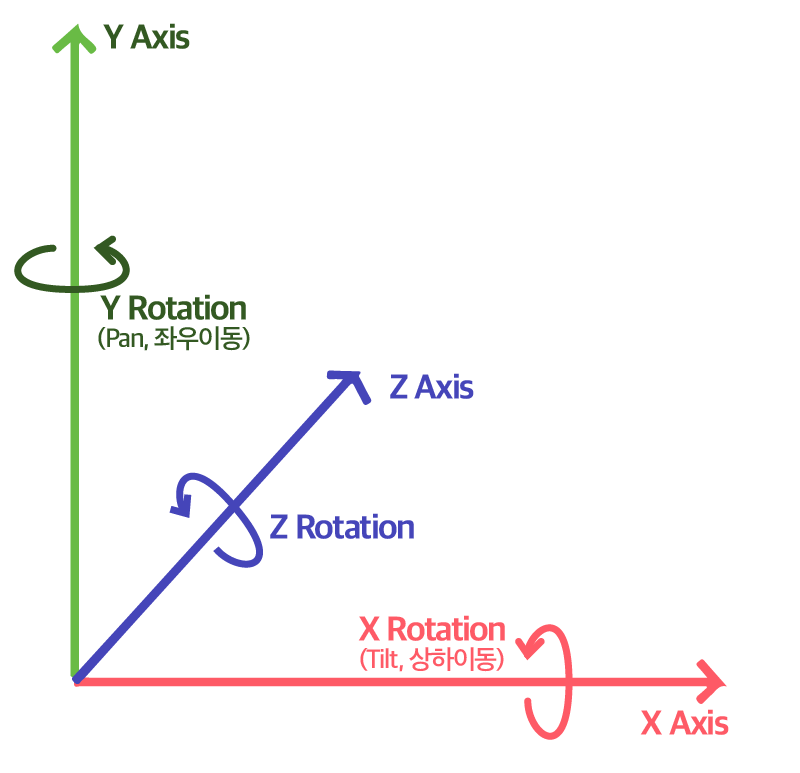 Y Axis
Y Rotation
(Pan, 좌우이동)
Z Axis
Z Rotation
X Rotation
(Tilt, 상하이동)
X Axis